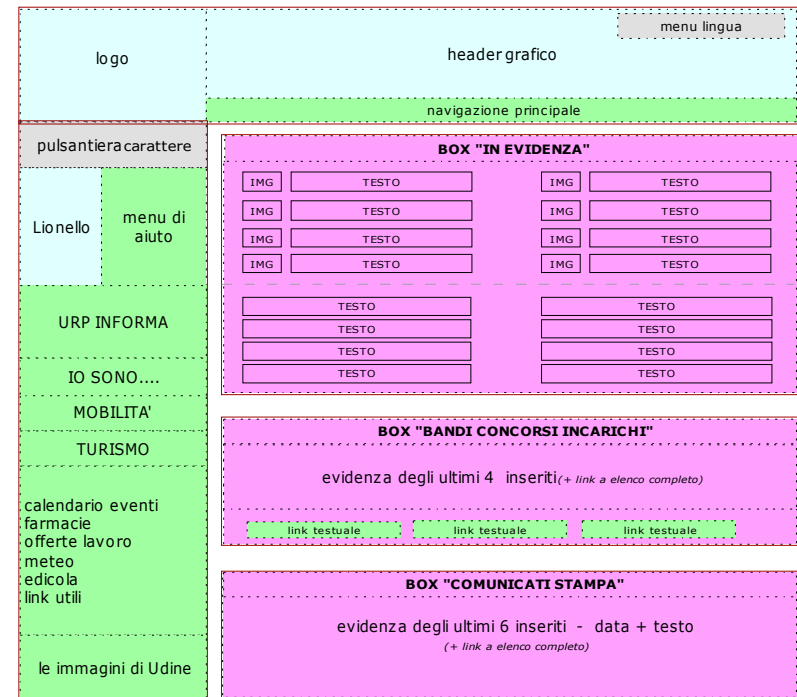 logo
header grafico
menu lingua
navigazione principale
pulsantiera carattere
Lionello
menu di
aiuto
URP INFORMA
IO SONO....
MOBILITA'
TURISMO
calendario eventi
farmacie
offerte lavoro
meteo
edicola
link utili
le immagini di Udine
BOX "IN EVIDENZA"
IMG TESTO IMG TESTO
IMG TESTO IMG TESTO
IMG TESTO IMG TESTO
IMG TESTO IMG TESTO
TESTO TESTO
TESTO TESTO
TESTO TESTO
TESTO TESTO
BOX "BANDI CONCORSI INCARICHI"
evidenza degli ultimi 4 inseriti (+ link a elenco completo)
link testuale link testuale link testuale
BOX "COMUNICATI STAMPA"
evidenza degli ultimi 6 inseriti - data + testo
(+ link a elenco completo)